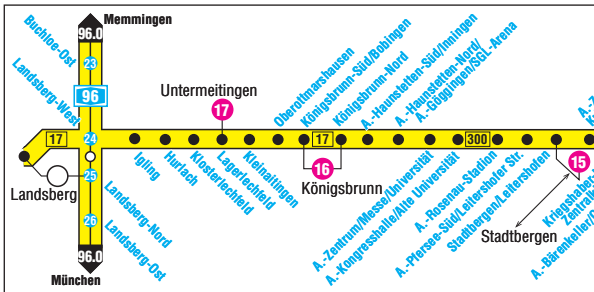 Memmingen
96.0
Buchloe-Ost
23
96
Landsberg-West
17
24
25
Landsberg
Landsberg-Nord
26
Landsberg-Ost
96.0
München
Igling
Hurlach
Klosterlechfeld
Lagerlechfeld
Kleinaitingen
Untermeitingen
17
Oberottmarshausen
Königsbrunn-Süd/Bobingen
Königsbrunn-Nord
17
16
Königsbrunn
A.-Haunstetten-Süd/Inningen
A.-Haunstetten-Nord/
A.-Göggingen/SGL-Arena
A.-Zentrum/Messe/Universität
A.-Kongresshalle/Alte Universität
300
A.-Rosenau-Stadion
A.-Pfersee-Süd/Leitershofer Str.
Stadtbergen/Leitershofen
15
Stadtbergen
Kriegshaber
Zentral
A.-Bärenkeller/